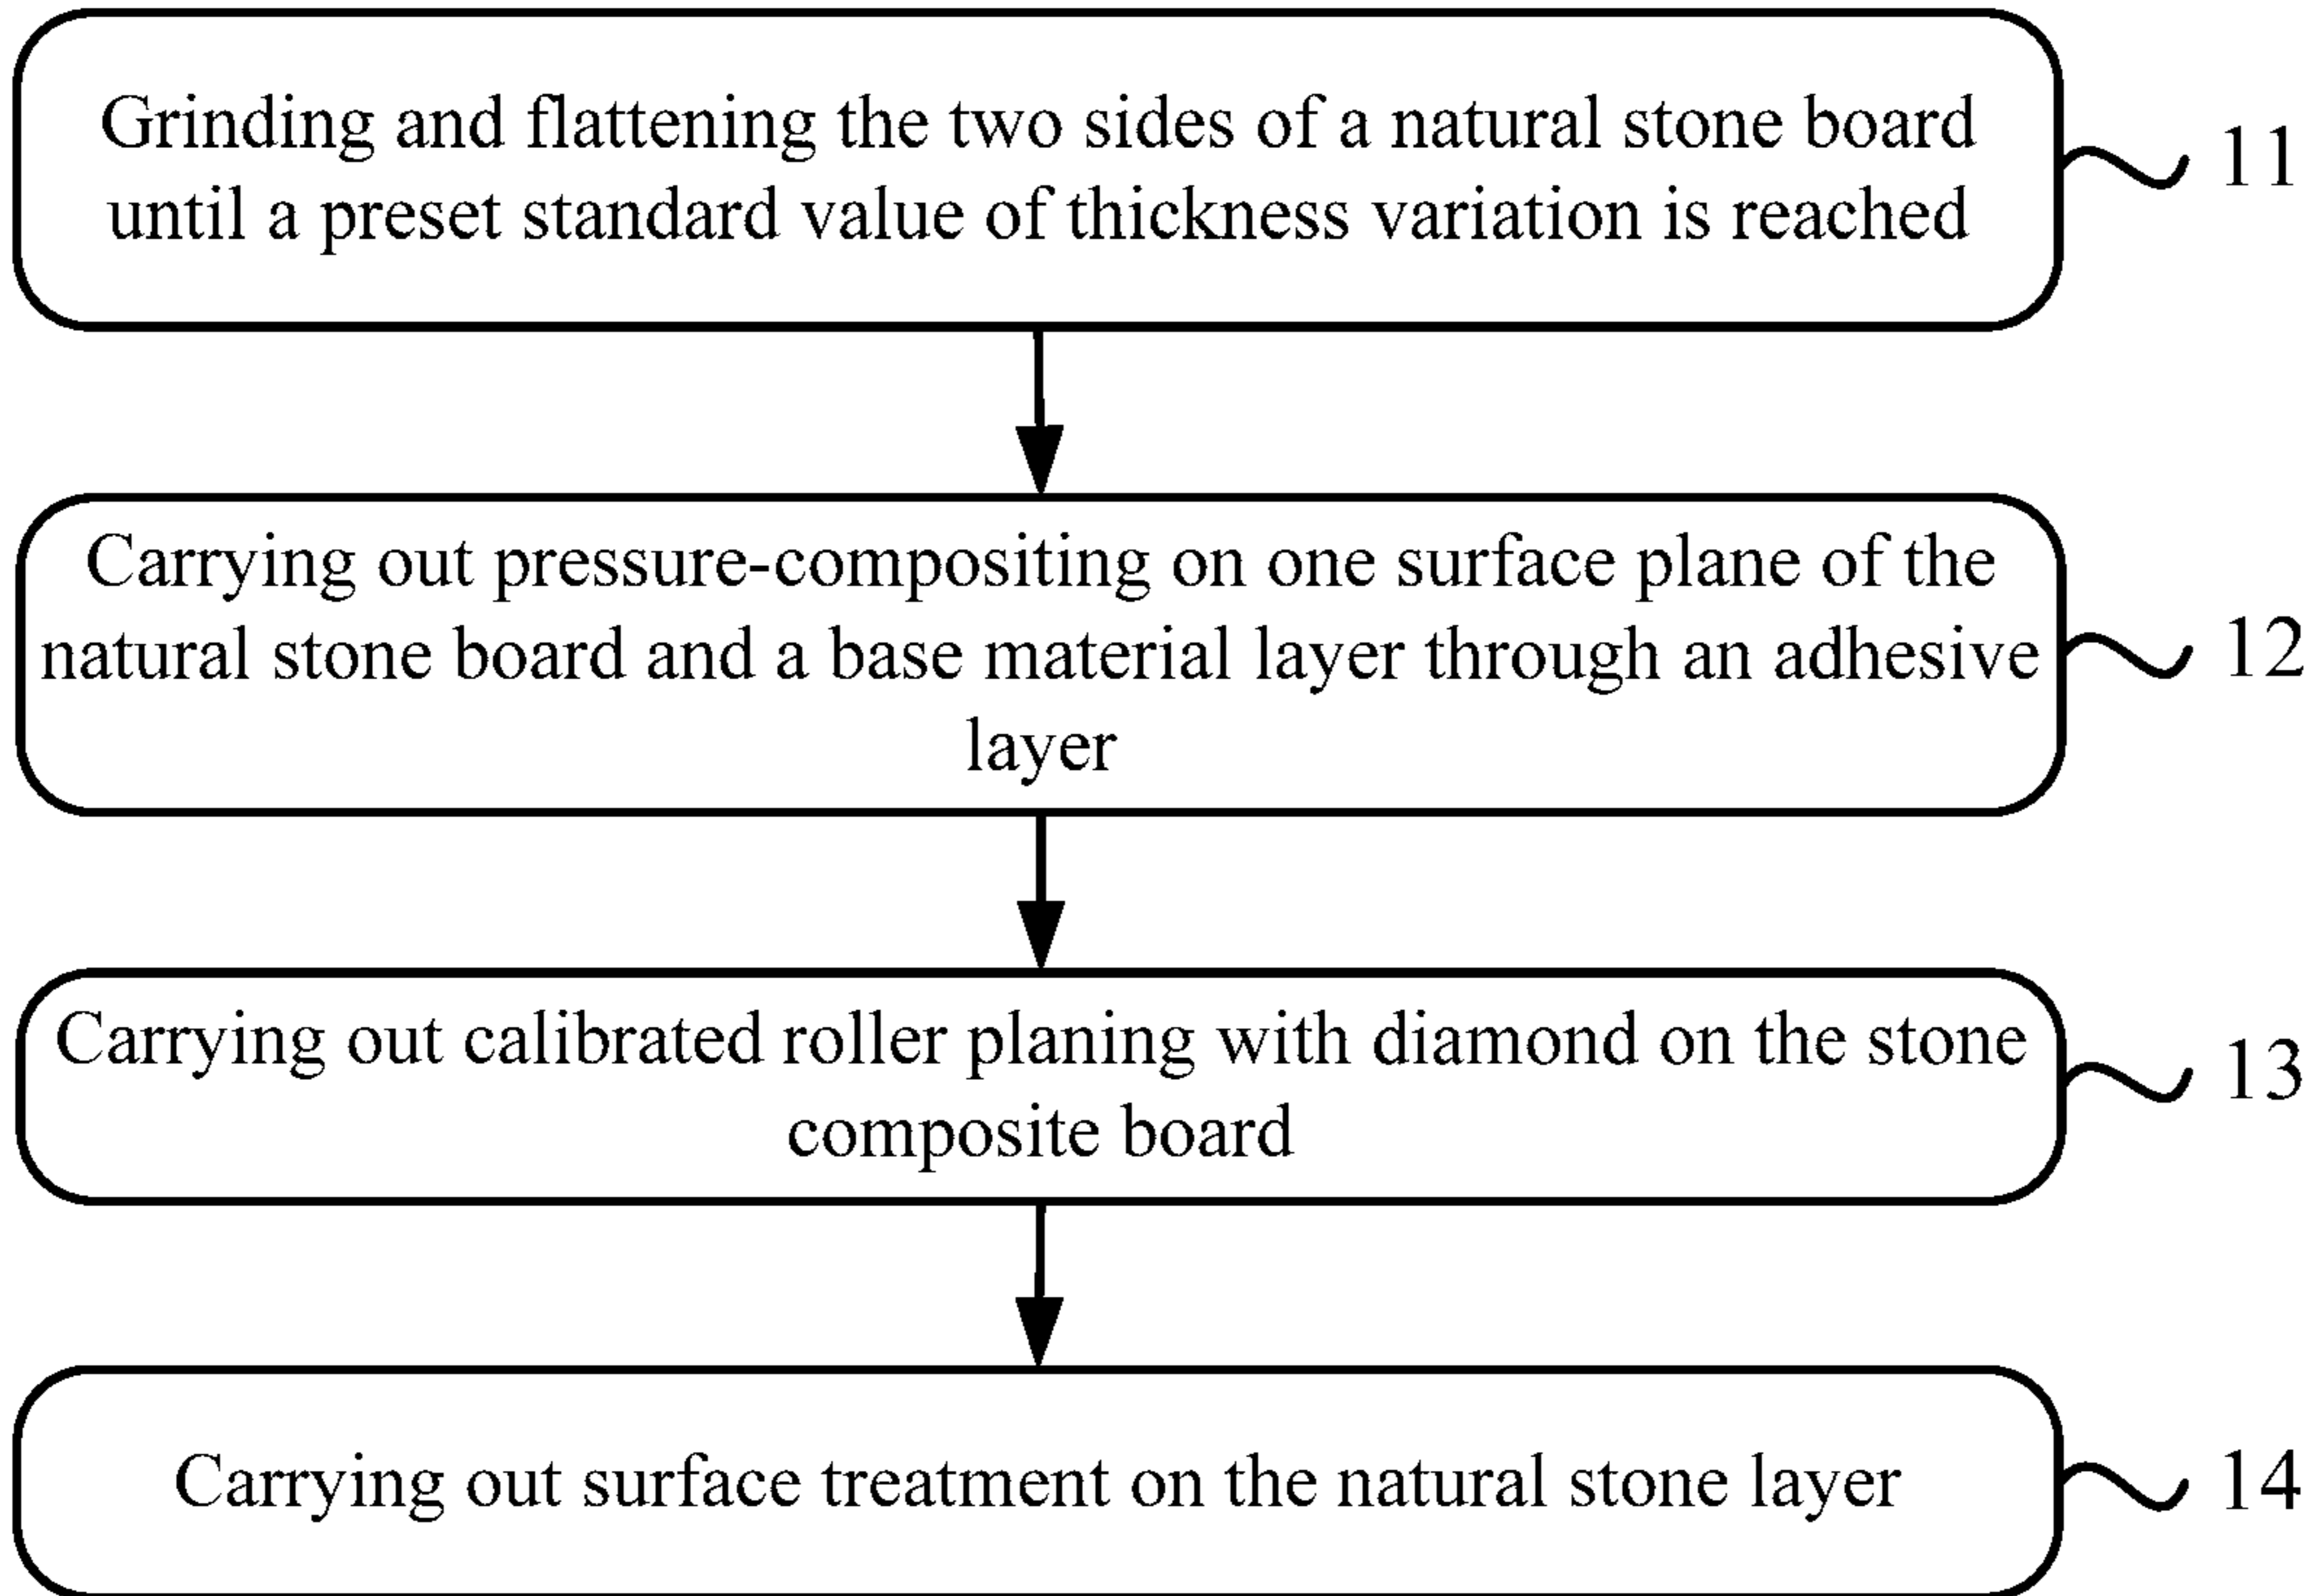 Grinding and flattening the two sides of a natural stone board
until a preset standard value of thickness variation is reached
11
Carrying out pressure-compositing on one surface plane of the
natural stone board and a base material layer through an adhesive
layer
12
Carrying out calibrated roller planing with diamond on the stone
composite board
13
Carrying out surface treatment on the natural stone layer
14